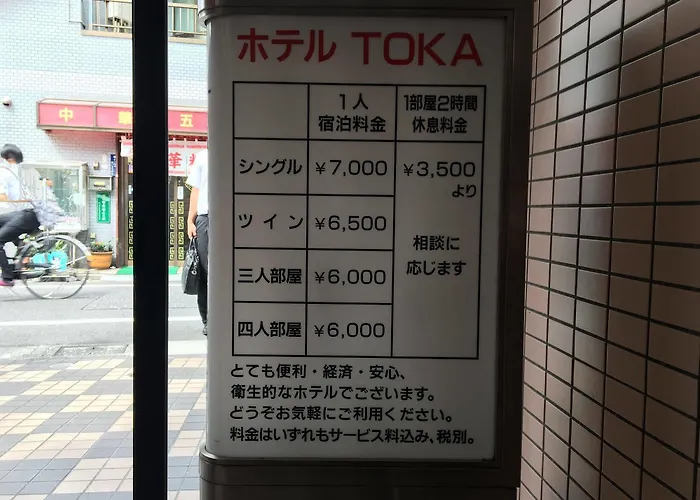 ホテル TOKA
1人
宿泊料金
1部屋2時間
休息料金
シングル ¥7,000 ¥3,500
より
ツイン ¥6,500
相談に
応じます
三人部屋 ¥6,000
四人部屋 ¥6,000
とても便利・経済・安心、
衛生的なホテルでございます。
どうぞお気軽にご利用ください。
料金はいずれもサービス料込み、税別。
中華五
華